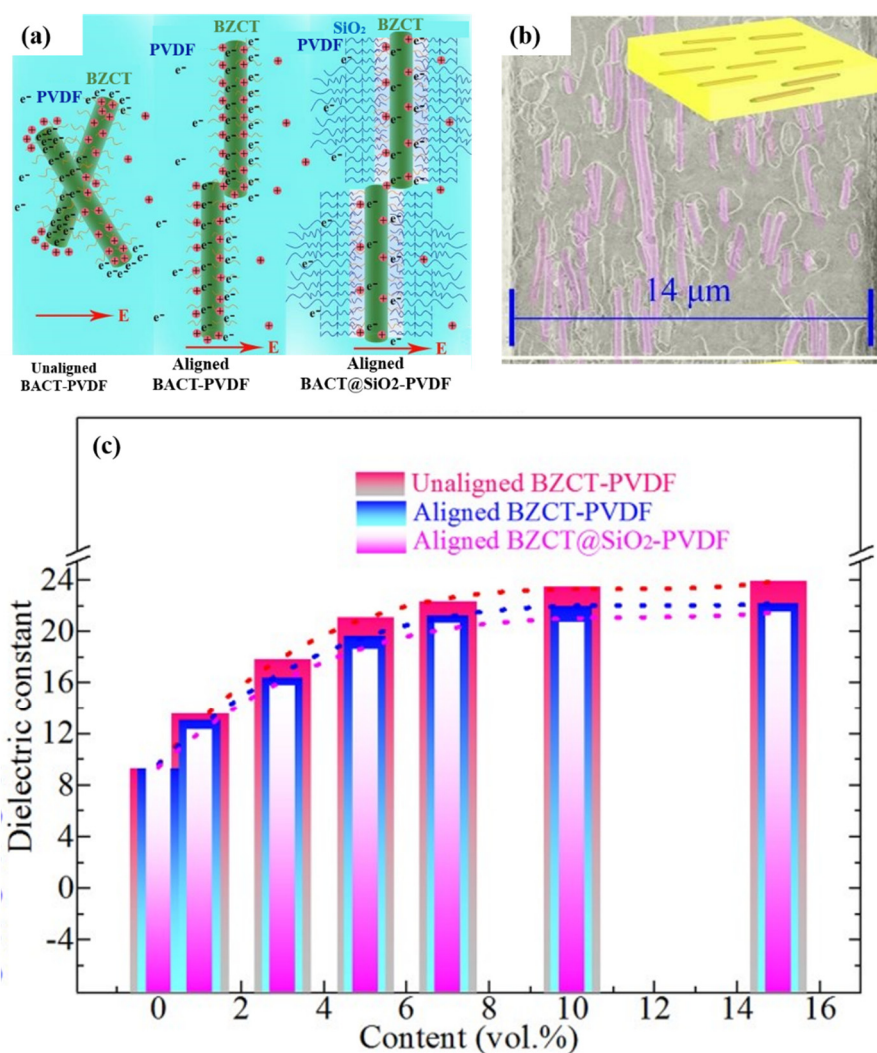 (a)
PVDF
BZCT
e-
Unaligned
BACT-PVDF
PVDF
BZCT
E
Aligned
BACT-PVDF
SiO₂
PVDF
BZCT
E
Aligned
BACT@SiO2-PVDF
E
(b)
14 μm
(c)
Unaligned BZCT-PVDF
Aligned BZCT-PVDF
Aligned BZCT@SiO₂-PVDF
Dielectric constant
24
20
16
12
8
4
0
-4
0 2 4 6 8 10 12 14 16
Content (vol.%)